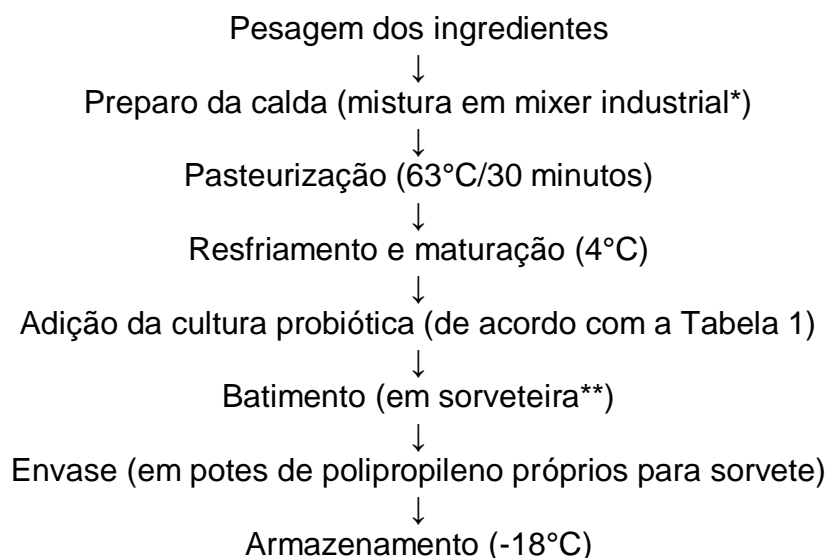 Pesagem dos ingredientes
↓
Preparo da calda (mistura em mixer industrial*)
↓
Pasteurização (63°C/30 minutos)
↓
Resfriamento e maturação (4°C)
↓
Adição da cultura probiótica (de acordo com a Tabela 1)
↓
Batimento (em sorveteira**)
↓
Envase (em potes de polipropileno próprios para sorvete)
↓
Armazenamento (-18°C)